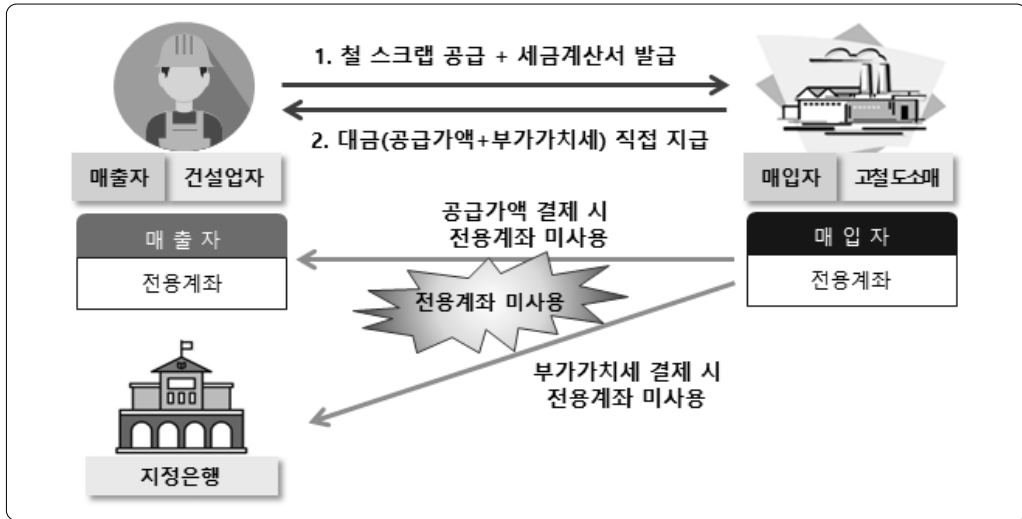 1. 철 스크랩 공급 + 세금계산서 발급
2. 대금(공급가액+부가가치세) 직접 지급
매출자 건설업자
매입자 고철도소매
매 출 자
전용계좌
공급가액 결제 시
전용계좌 미사용
매 입 자
전용계좌
전용계좌 미사용
부가가치세 결제 시
전용계좌 미사용
지정은행